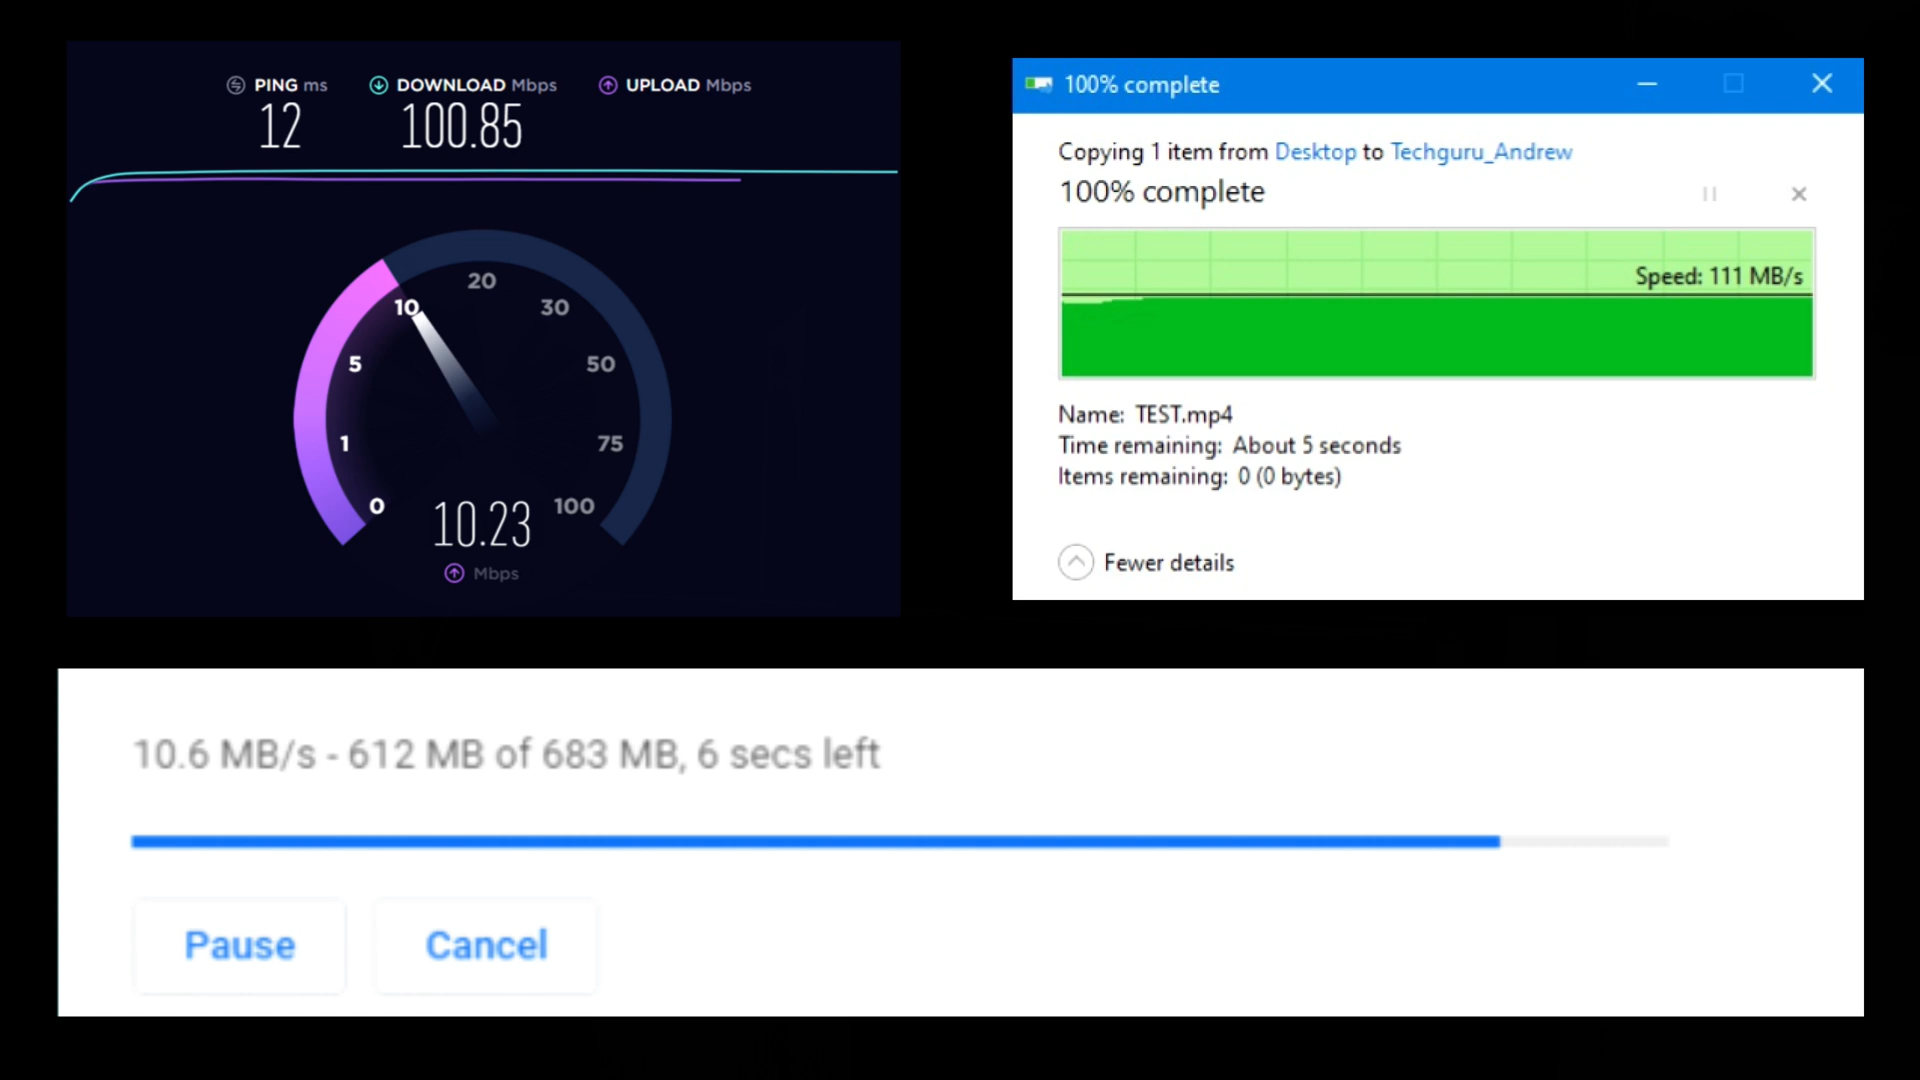 PING ms DOWNLOAD Mbps UPLOAD Mbps
12 100.85
20
10 30
5 50
1 75
0 100
10.23
Mbps
100% complete
Copying 1 item from Desktop to Techguru_Andrew
100% complete
Speed: 111 MB/s
Name: TEST.mp4
Time remaining: About 5 seconds
Items remaining: 0 (0 bytes)
Fewer details
10.6 MB/s - 612 MB of 683 MB, 6 secs left
Pause Cancel